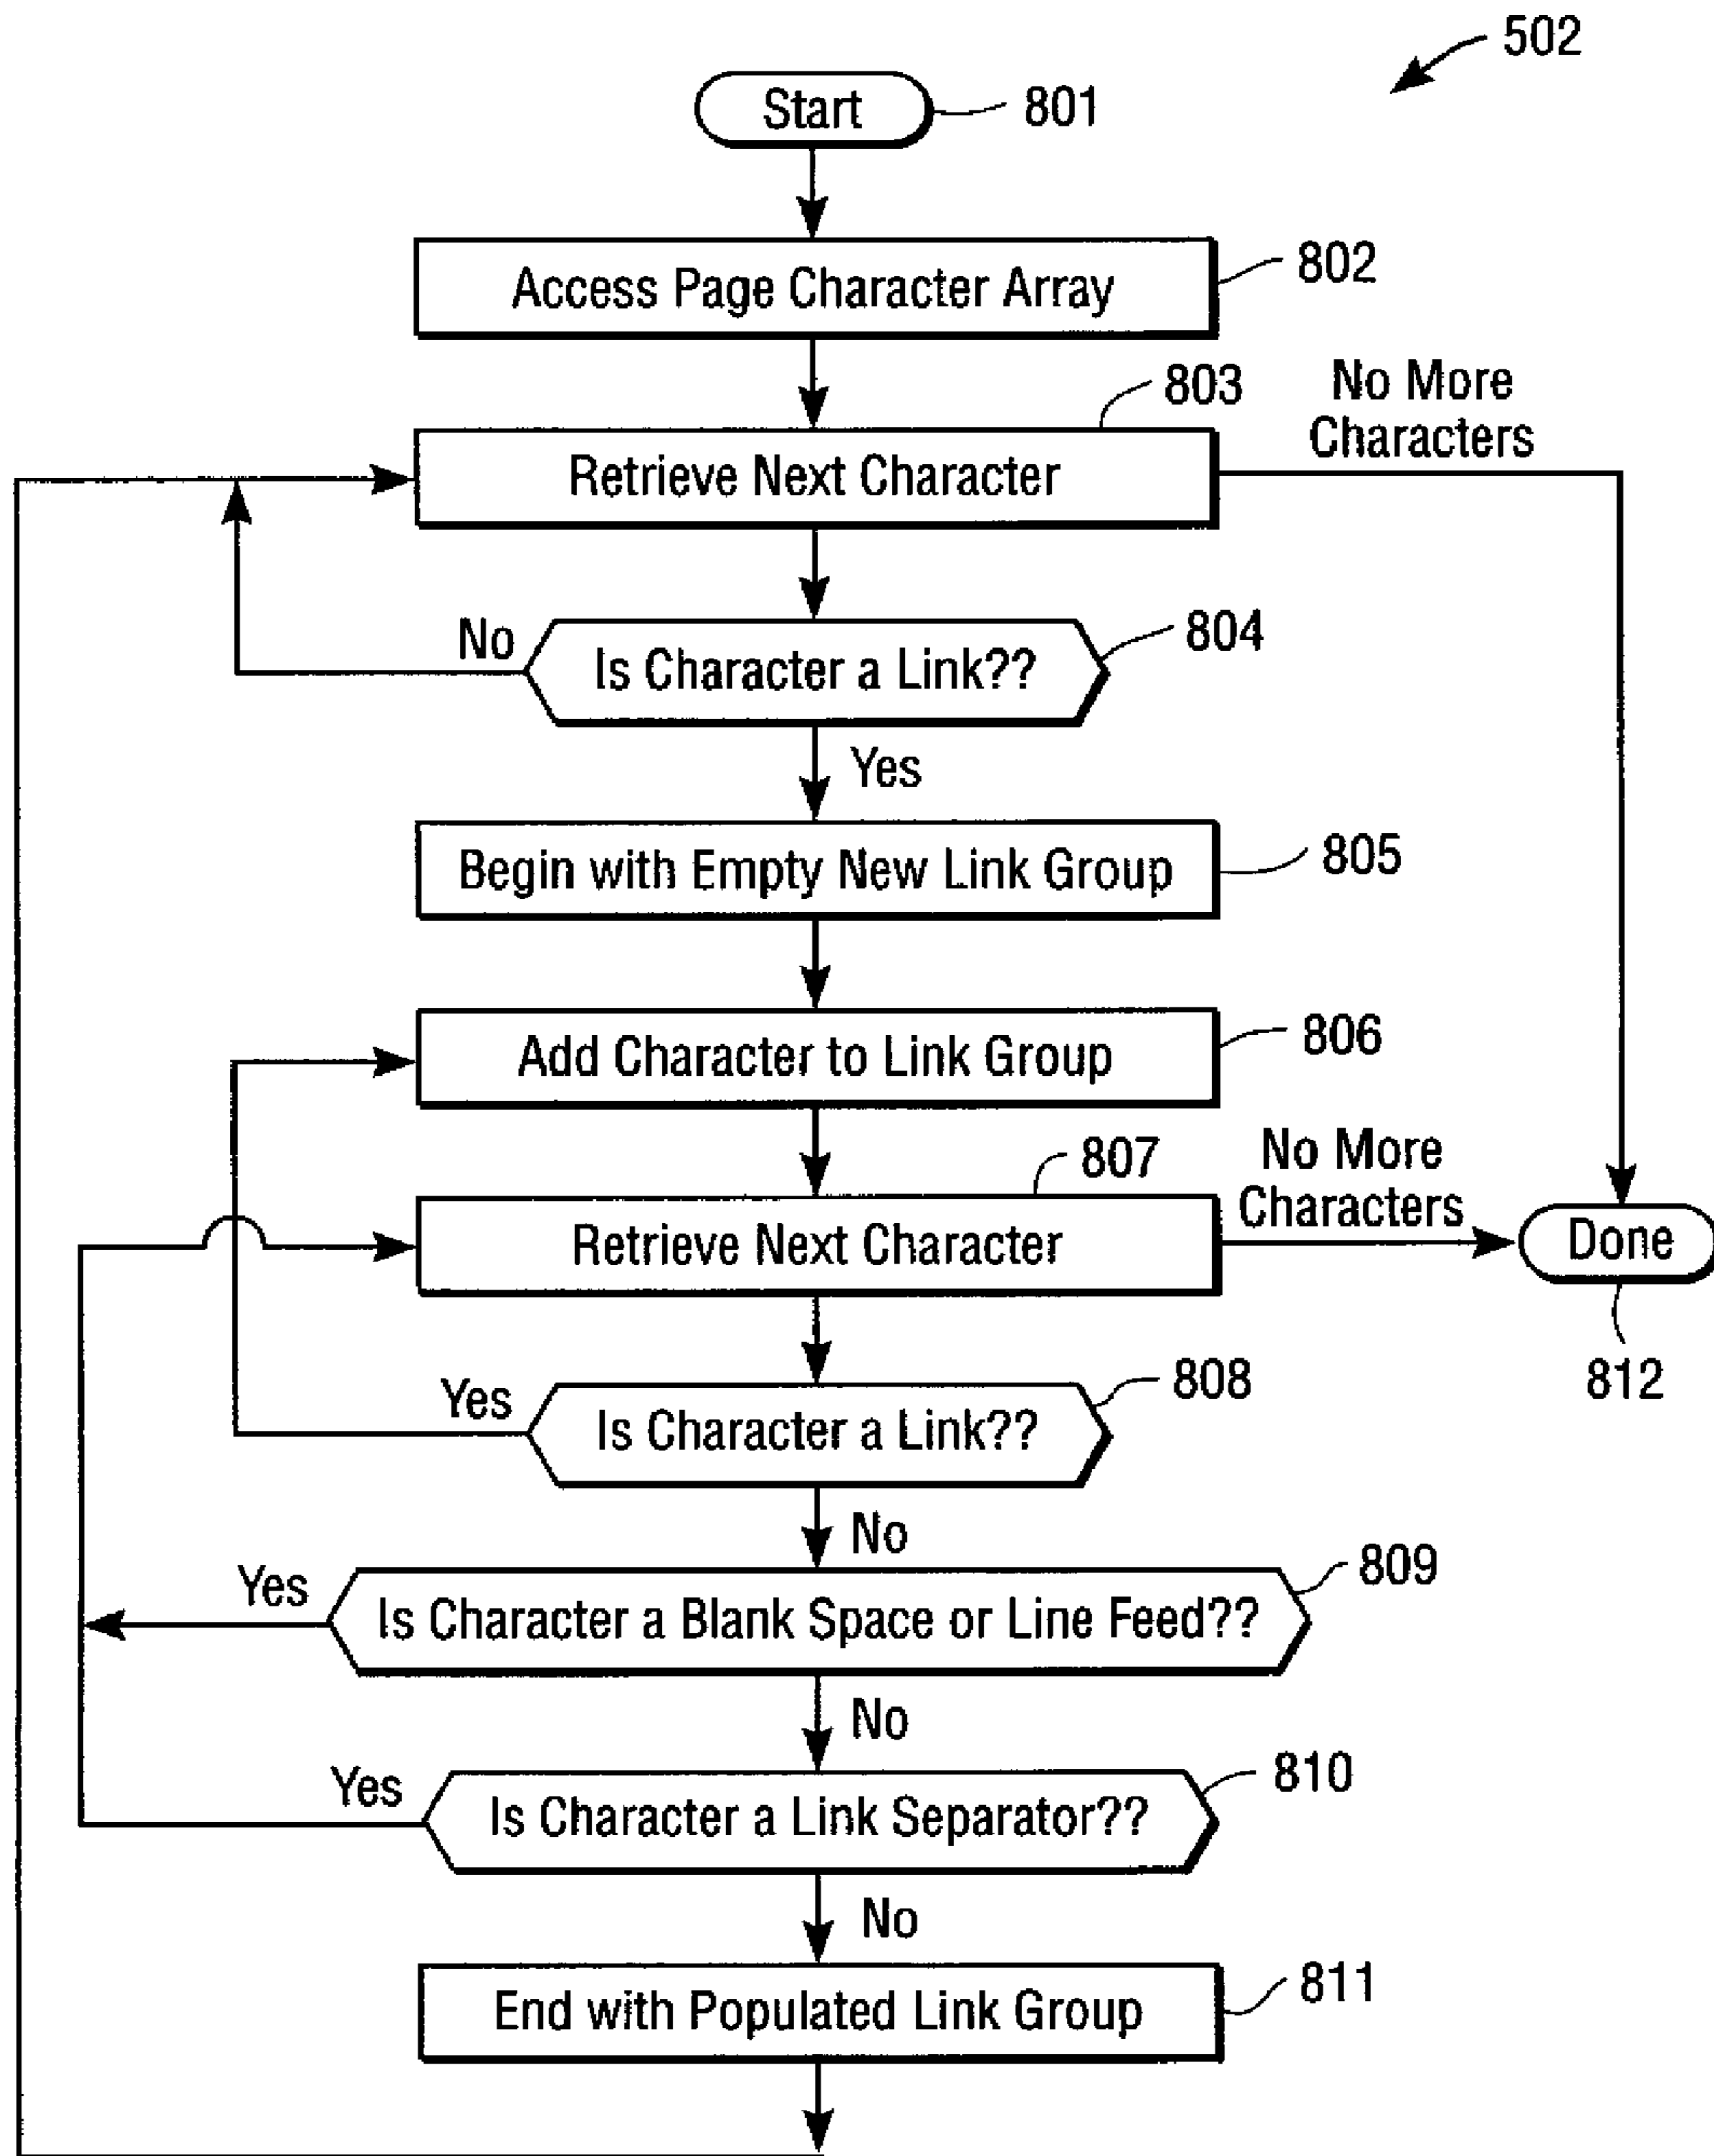 502
Start
801
Access Page Character Array
802
803
No More
Characters
Retrieve Next Character
No
Is Character a Link??
804
Yes
Begin with Empty New Link Group
805
Add Character to Link Group
806
807
No More
Characters
Retrieve Next Character
Done
812
Yes
Is Character a Link??
808
No
Yes
Is Character a Blank Space or Line Feed??
809
No
Yes
Is Character a Link Separator??
810
No
End with Populated Link Group
811